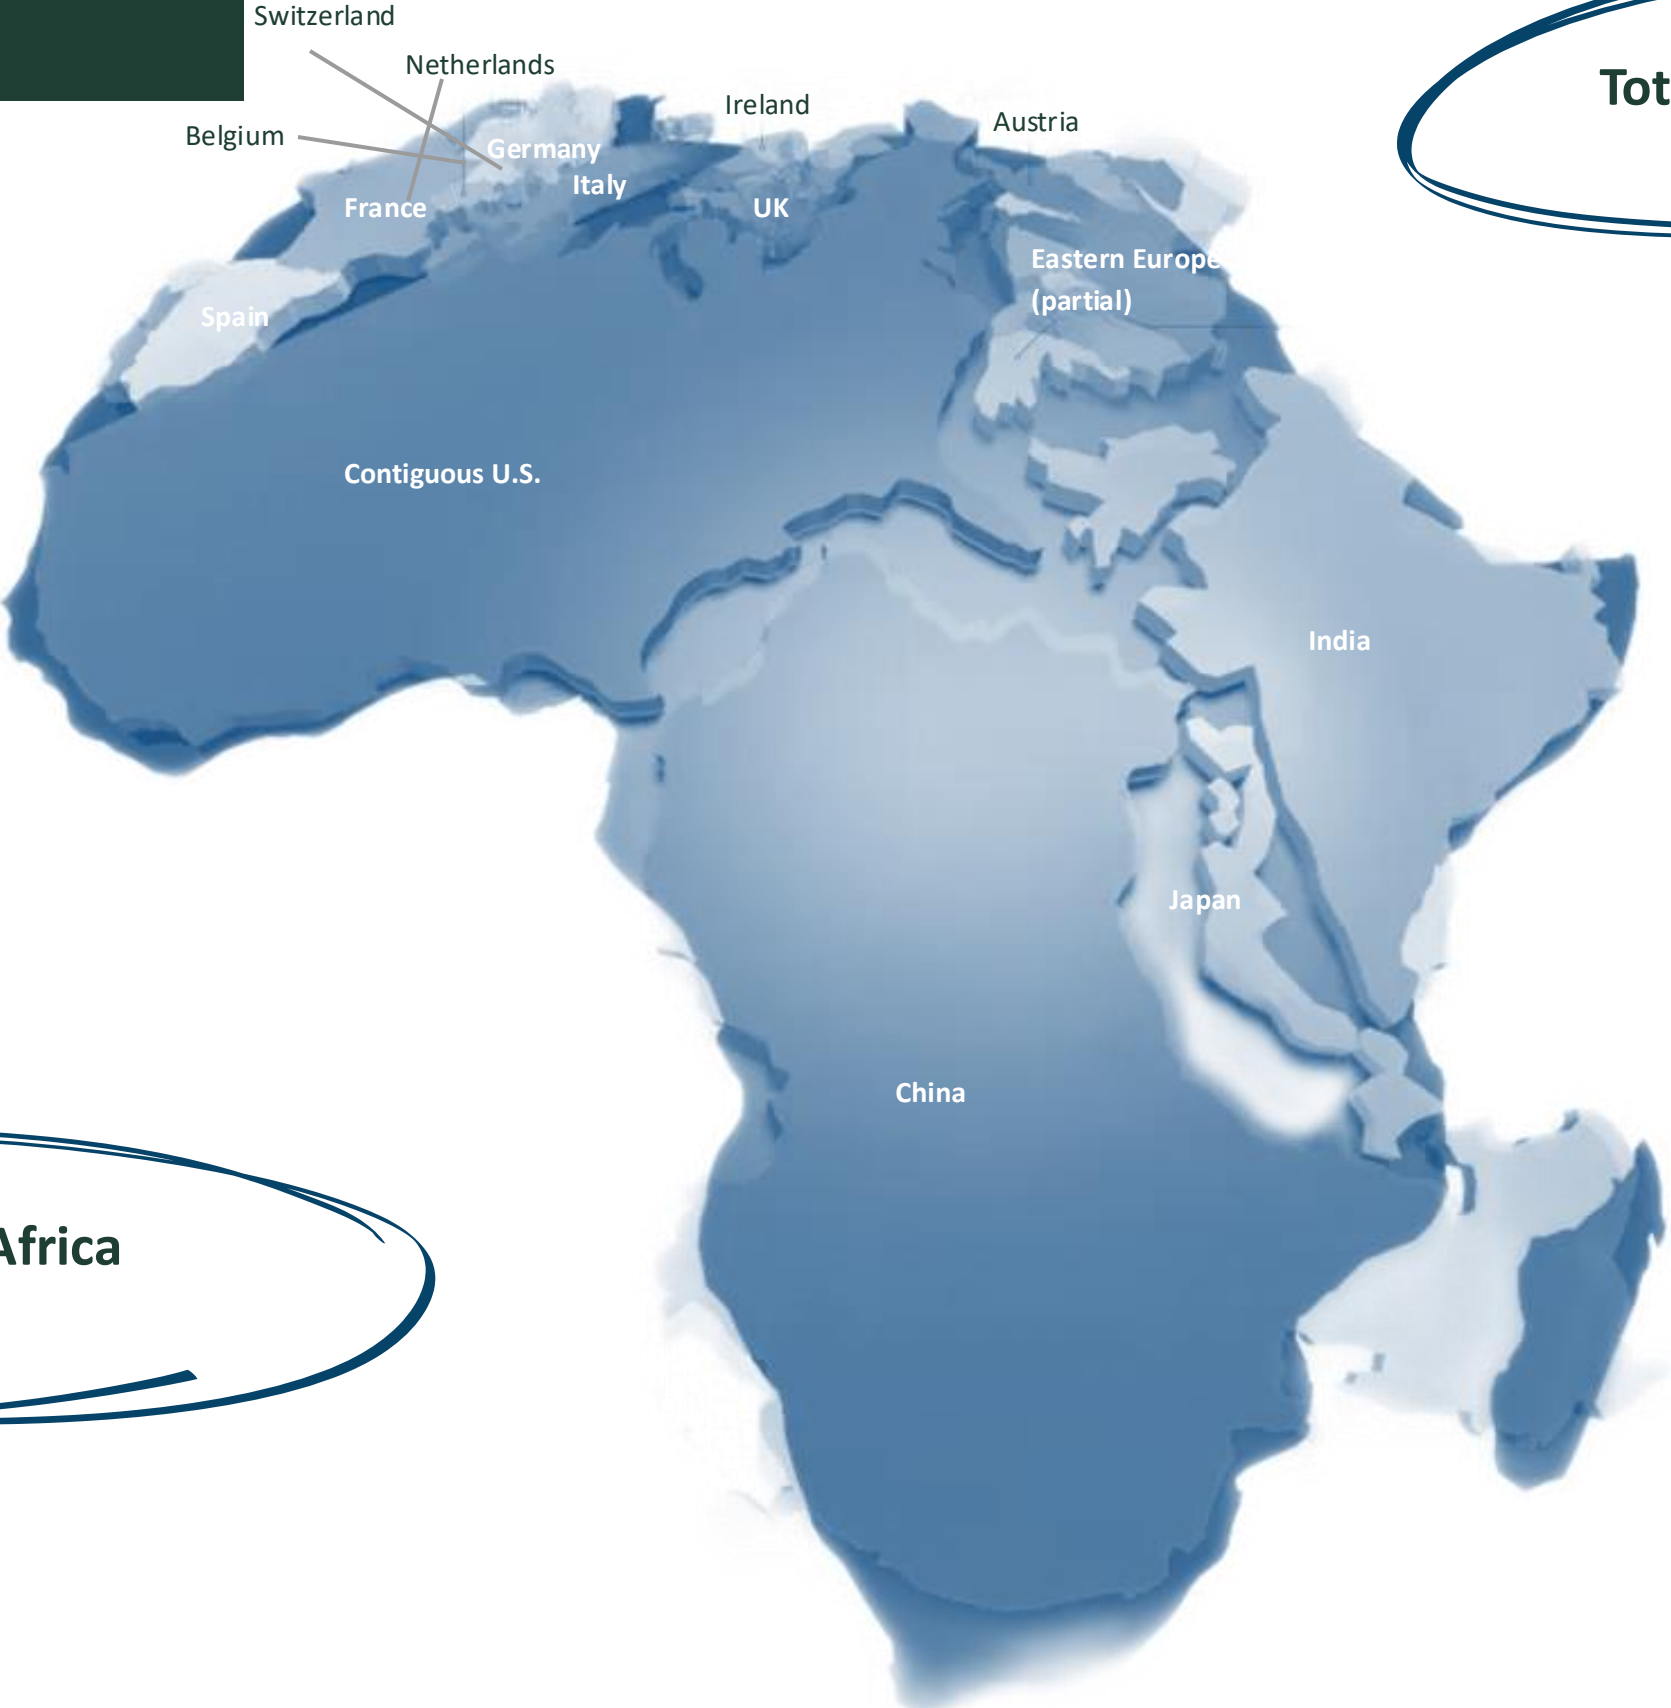 Switzerland
Netherlands
Tot
Ireland
Austria
Belgium
Germany
Italy
France
UK
Eastern Europe
(partial)
Spain
Contiguous U.S.
India
Japan
China
Africa